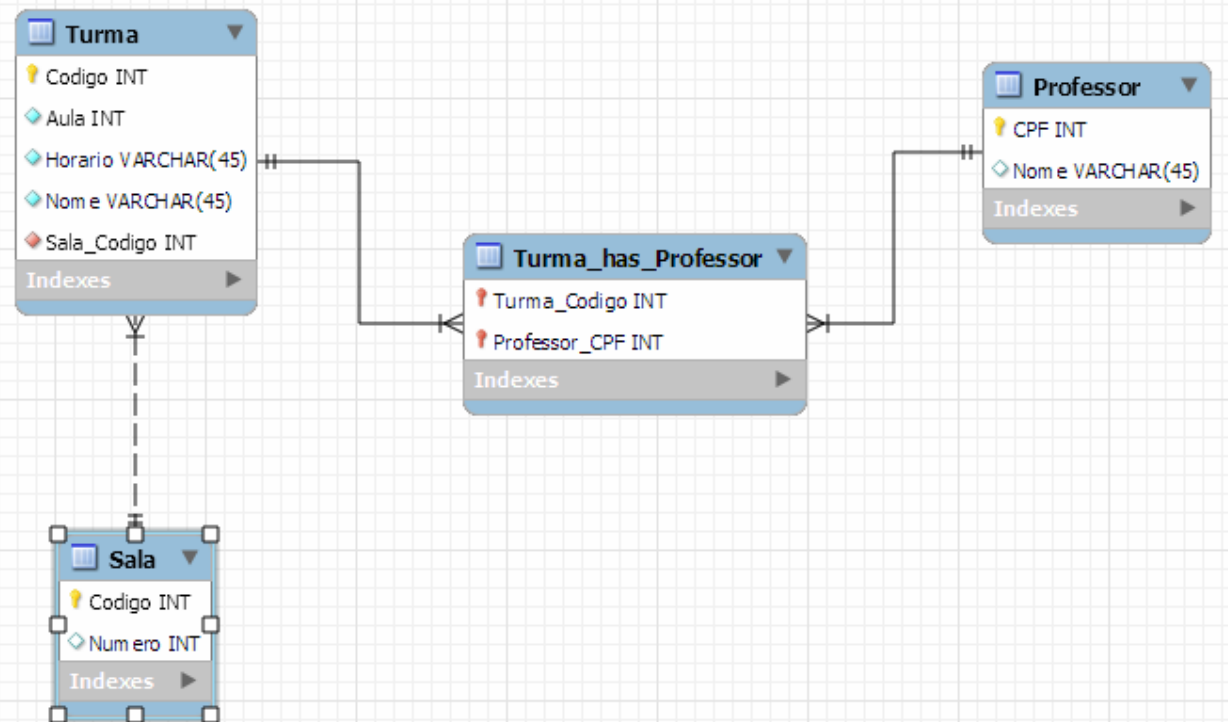 Turma
Codigo INT
Aula INT
Horario VARCHAR(45)
Nome VARCHAR(45)
Sala_Codigo INT
Indexes
Professor
CPF INT
Nome VARCHAR(45)
Indexes
Turma_has_Professor
Turma_Codigo INT
Professor_CPF INT
Indexes
Sala
Codigo INT
Numero INT
Indexes